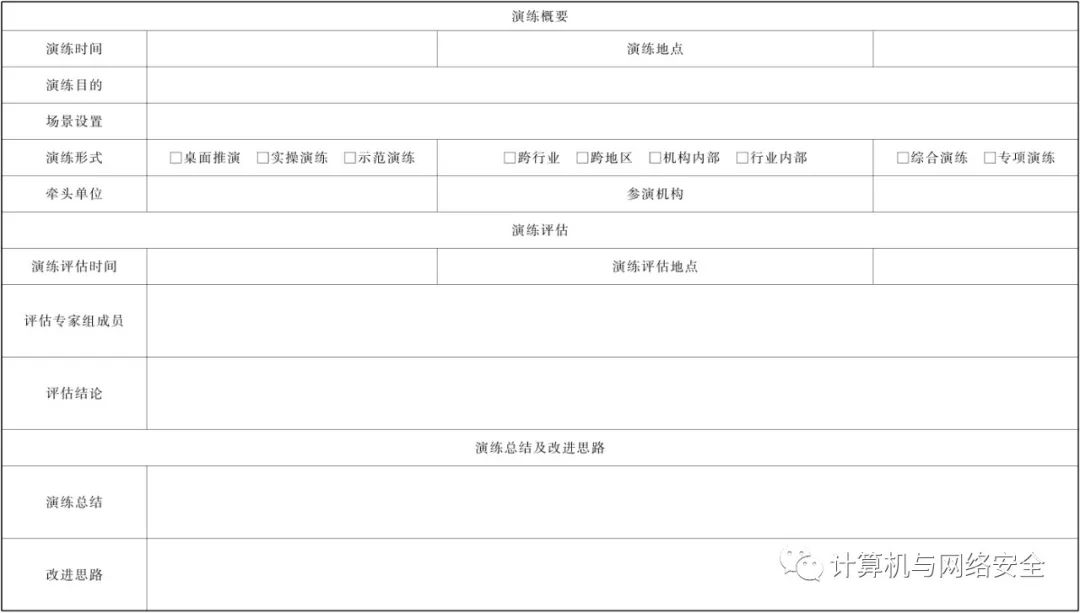 演练概要
演练时间 演练地点
演练目的
场景设置
演练形式 □桌面推演 □实操演练 □示范演练 □跨行业 □跨地区 □机构内部 □行业内部 □综合演练 □专项演练
牵头单位 参演机构
演练评估
演练评估时间 演练评估地点
评估专家组成员
评估结论
演练总结及改进思路
演练总结
改进思路
计算机与网络安全